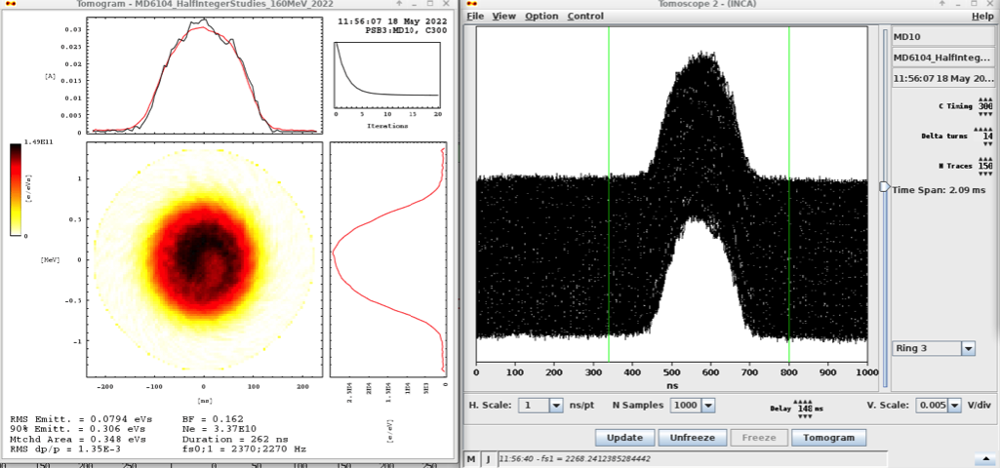 Tomogram - MD6104_HalfIntegerStudies_160MeV_2022
11:56:07 18 May 2022
PSB3:MD10, C300
0.03
0.025
0.02
[A]
0.015
0.01
0.005
0
0 5 10 15 20
Iterations
1.49E11
[e/eVs]
0
1
0.5
[MeV]
0
-0.5
-1
-200 -100 0 100 200
[ns]
2.5E4 2E4 1.5E4 1E4 5E3 0
[e/eV]
RMS Emitt. = 0.0794 eVs
90% Emitt. = 0.306 eVs
Mtchd Area = 0.348 eVs
RMS dp/p = 1.35E-3
BF = 0.162
Ne = 3.37E10
Duration = 262 ns
fs0;1 = 2370;2270 Hz
Tomoscope 2 - (INCA)
File View Option Control Help
0 100 200 300 400 500 600 700 800 900 1000
ns
MD10
MD6104_HalfInteg...
11:56:07 18 May 20...
C Timing 300
Delta turns 14
N Traces 150
Time Span: 2.09 ms
Ring 3
H. Scale: 1 ns/pt N Samples 1000 Delay 148 ns V. Scale: 0.005 V/div
Update Unfreeze Freeze Tomogram
M J 11:56:40 - fs1 = 2268.2412385284442